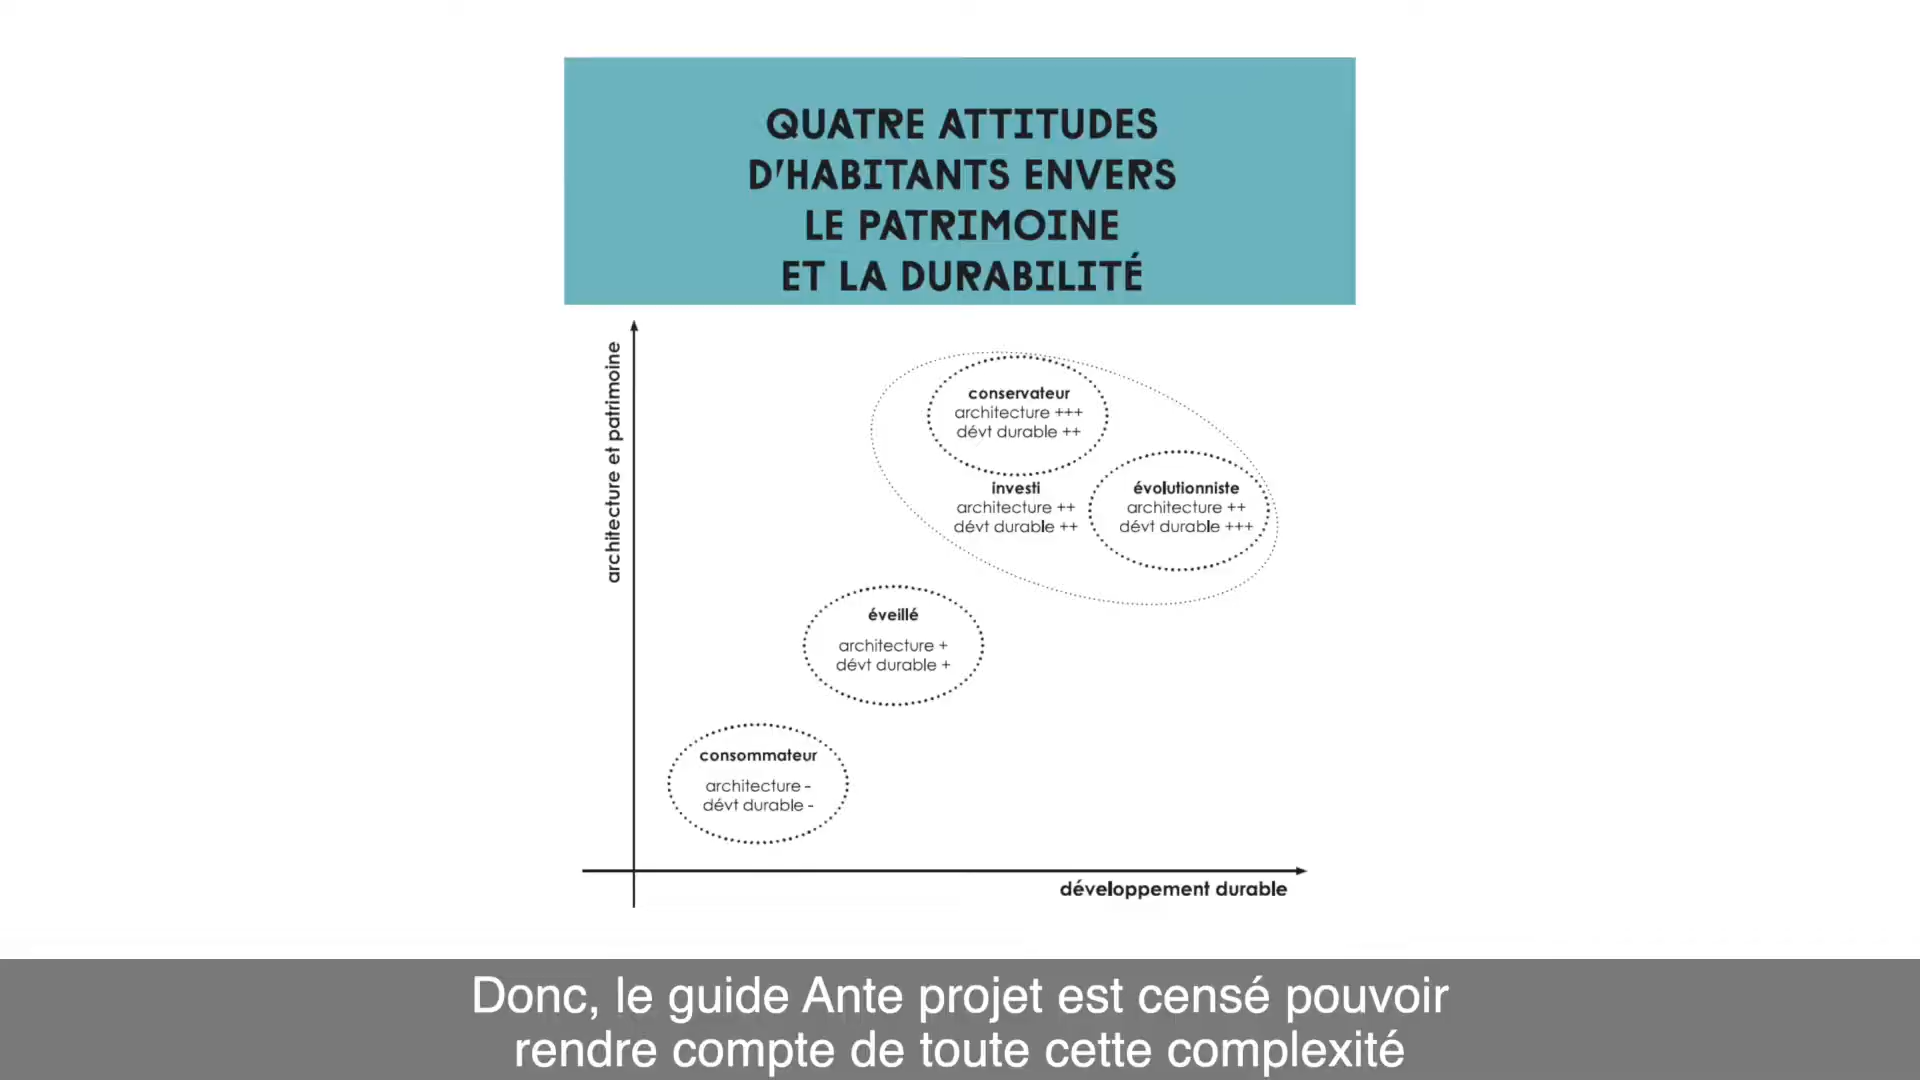 QUATRE ATTITUDES
D'HABITANTS ENVERS
LE PATRIMOINE
ET LA DURABILITÉ
architecture et patrimoine
conservateur
architecture +++
dévt durable ++
investi
architecture ++
dévt durable ++
évolutionniste
architecture ++
dévt durable +++
éveillé
architecture +
dévt durable +
consommateur
architecture -
dévt durable -
développement durable
Donc, le guide Ante projet est censé pouvoir
rendre compte de toute cette complexité